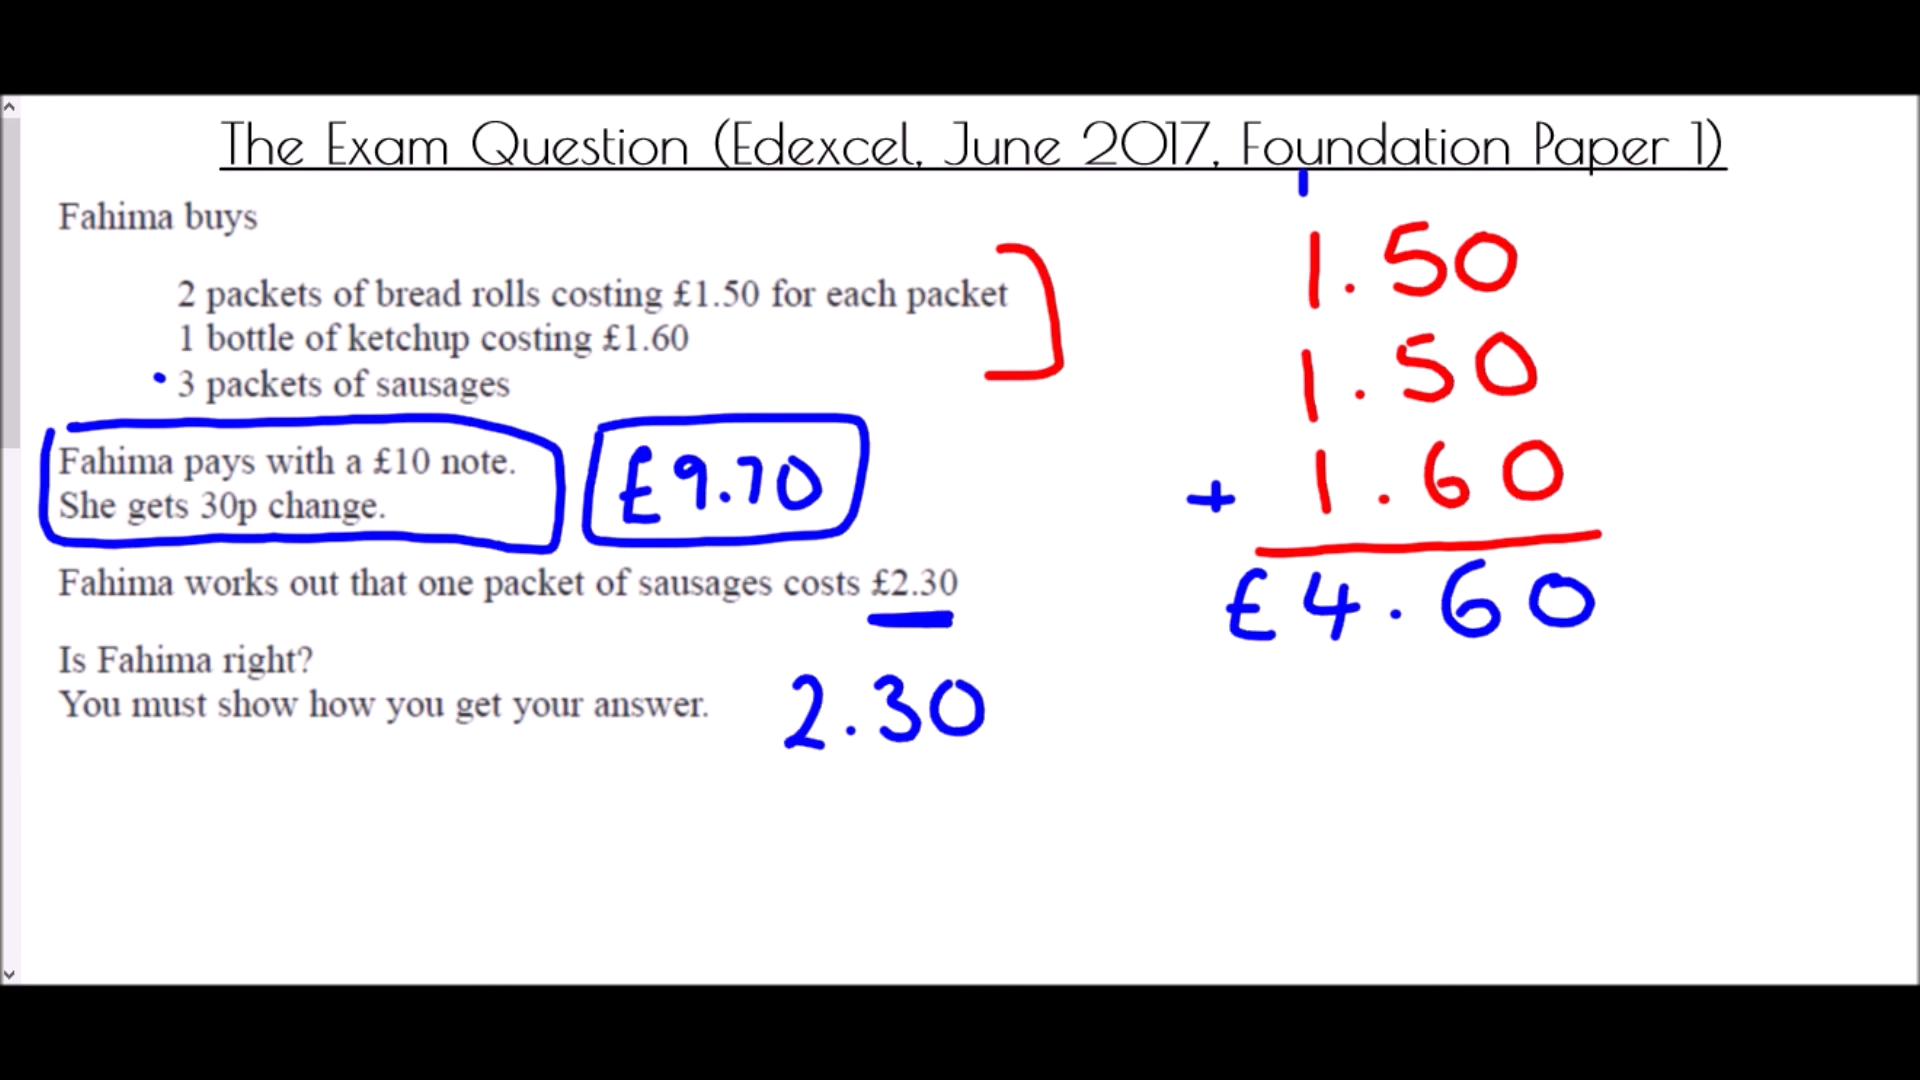 The Exam Question (Edexcel, June 2017, Foundation Paper 1)
Fahima buys
2 packets of bread rolls costing £1.50 for each packet
1 bottle of ketchup costing £1.60
3 packets of sausages
Fahima pays with a £10 note.
She gets 30p change.
£9.70
Fahima works out that one packet of sausages costs £2.30
Is Fahima right?
You must show how you get your answer.
2.30
1
1.50
1.50
+ 1.60
£4.60